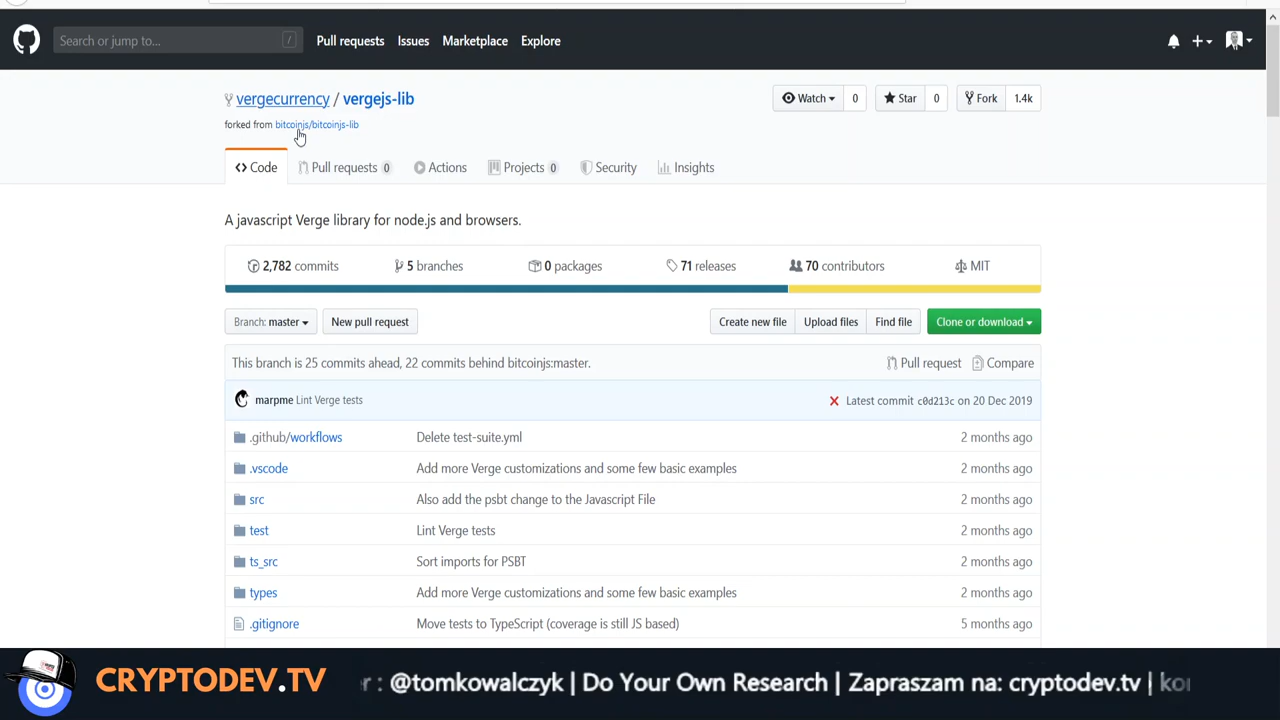 Search or jump to... / Pull requests Issues Marketplace Explore
vergecurrency / vergejs-lib Watch 0 Star 0 Fork 1.4k
forked from bitcoinjs/bitcoinjs-lib
Code Pull requests 0 Actions Projects 0 Security Insights
A javascript Verge library for node.js and browsers.
2,782 commits 5 branches 0 packages 71 releases 70 contributors MIT
Branch: master New pull request Create new file Upload files Find file Clone or download
This branch is 25 commits ahead, 22 commits behind bitcoinjs:master. Pull request Compare
marpme Lint Verge tests Latest commit c0d213c on 20 Dec 2019
.github/workflows Delete test-suite.yml 2 months ago
.vscode Add more Verge customizations and some few basic examples 2 months ago
src Also add the psbt change to the Javascript File 2 months ago
test Lint Verge tests 2 months ago
ts_src Sort imports for PSBT 2 months ago
types Add more Verge customizations and some few basic examples 2 months ago
.gitignore Move tests to TypeScript (coverage is still JS based) 5 months ago
CRYPTODEV.TV r : @tomkowalczyk | Do Your Own Research | Zapraszam na: cryptodev.tv |